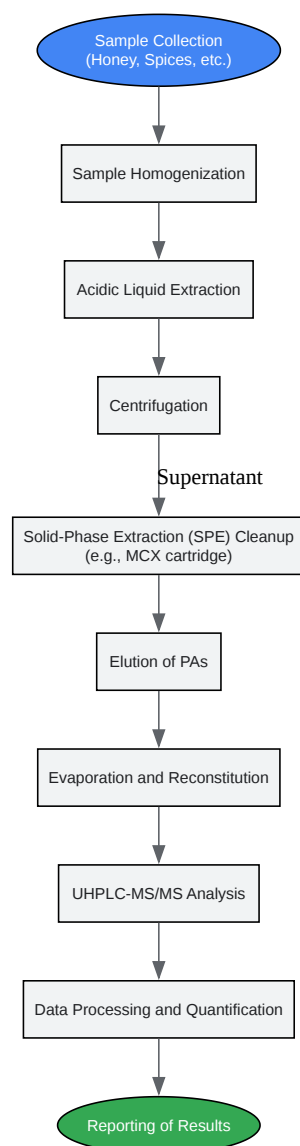 Sample Collection
(Honey, Spices, etc.)
Sample Homogenization
Acidic Liquid Extraction
Centrifugation
Supernatant
Solid-Phase Extraction (SPE) Cleanup
(e.g., MCX cartridge)
Elution of PAs
Evaporation and Reconstitution
UHPLC-MS/MS Analysis
Data Processing and Quantification
Reporting of Results